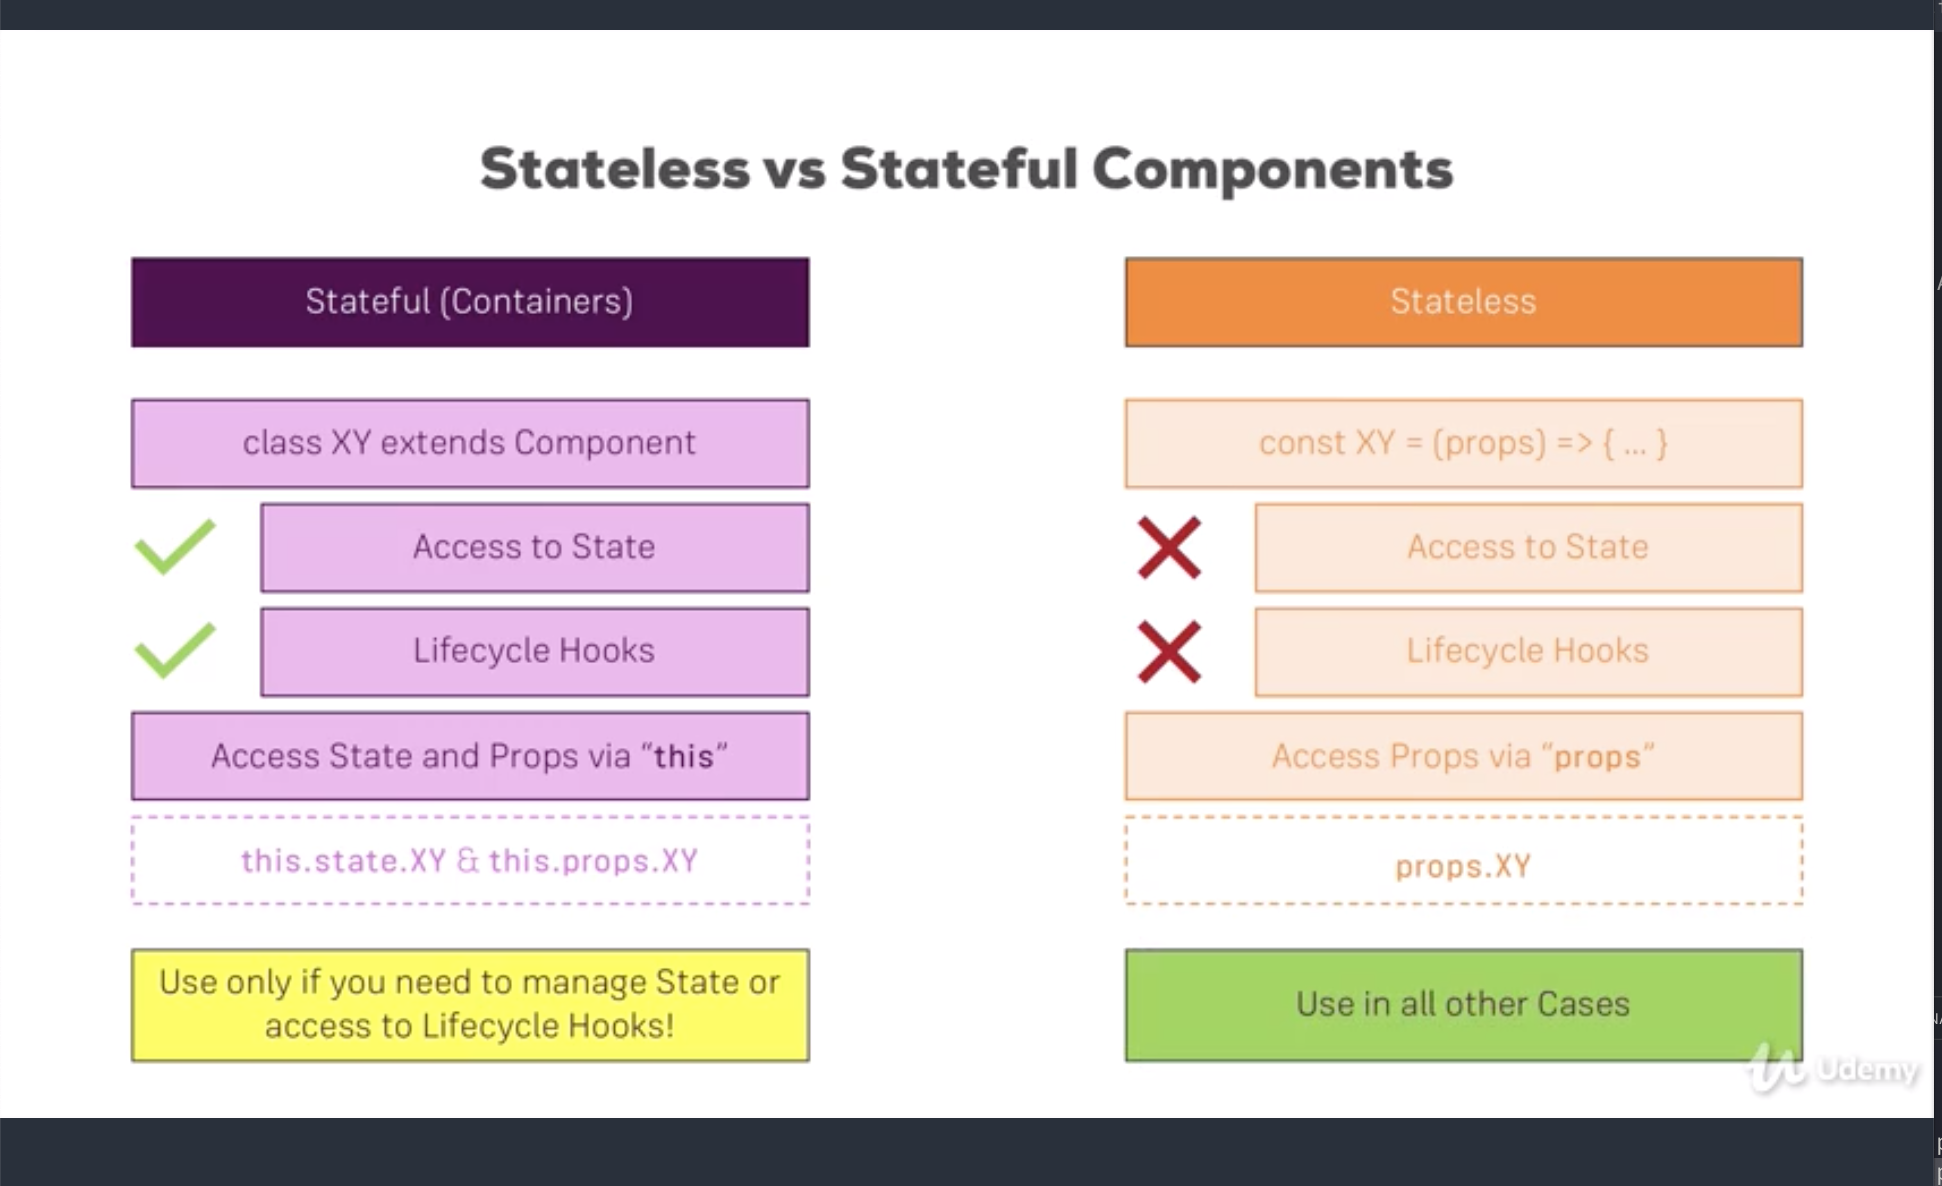 Stateless vs Stateful Components
Stateful (Containers)
class XY extends Component
Access to State
Lifecycle Hooks
Access State and Props via “this”
this.state.XY & this.props.XY
Use only if you need to manage State or
access to Lifecycle Hooks!
Stateless
const XY = (props) => { ... }
Access to State
Lifecycle Hooks
Access Props via “props”
props.XY
Use in all other Cases
Udemy